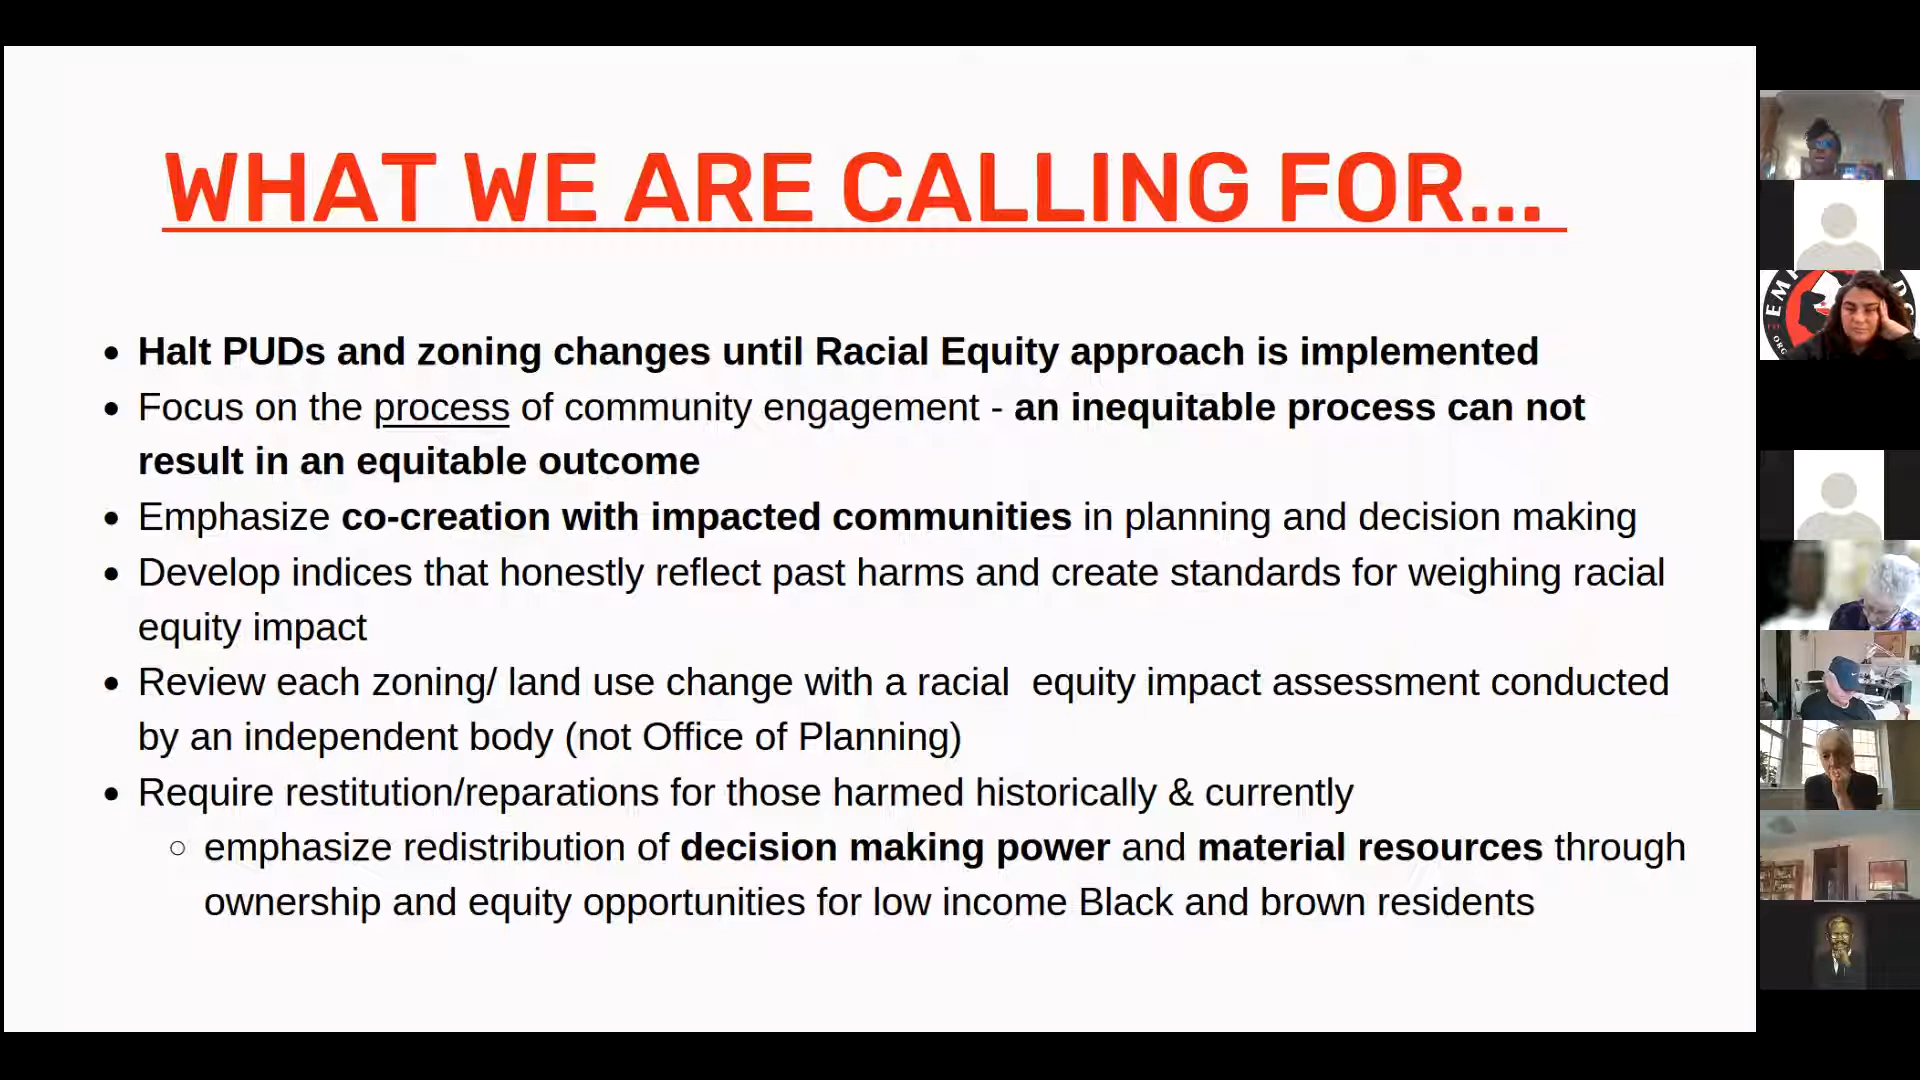 WHAT WE ARE CALLING FOR...
• Halt PUDs and zoning changes until Racial Equity approach is implemented
• Focus on the process of community engagement - an inequitable process can not
result in an equitable outcome
• Emphasize co-creation with impacted communities in planning and decision making
• Develop indices that honestly reflect past harms and create standards for weighing racial
equity impact
• Review each zoning/ land use change with a racial  equity impact assessment conducted
by an independent body (not Office of Planning)
• Require restitution/reparations for those harmed historically & currently
○ emphasize redistribution of decision making power and material resources through
ownership and equity opportunities for low income Black and brown residents